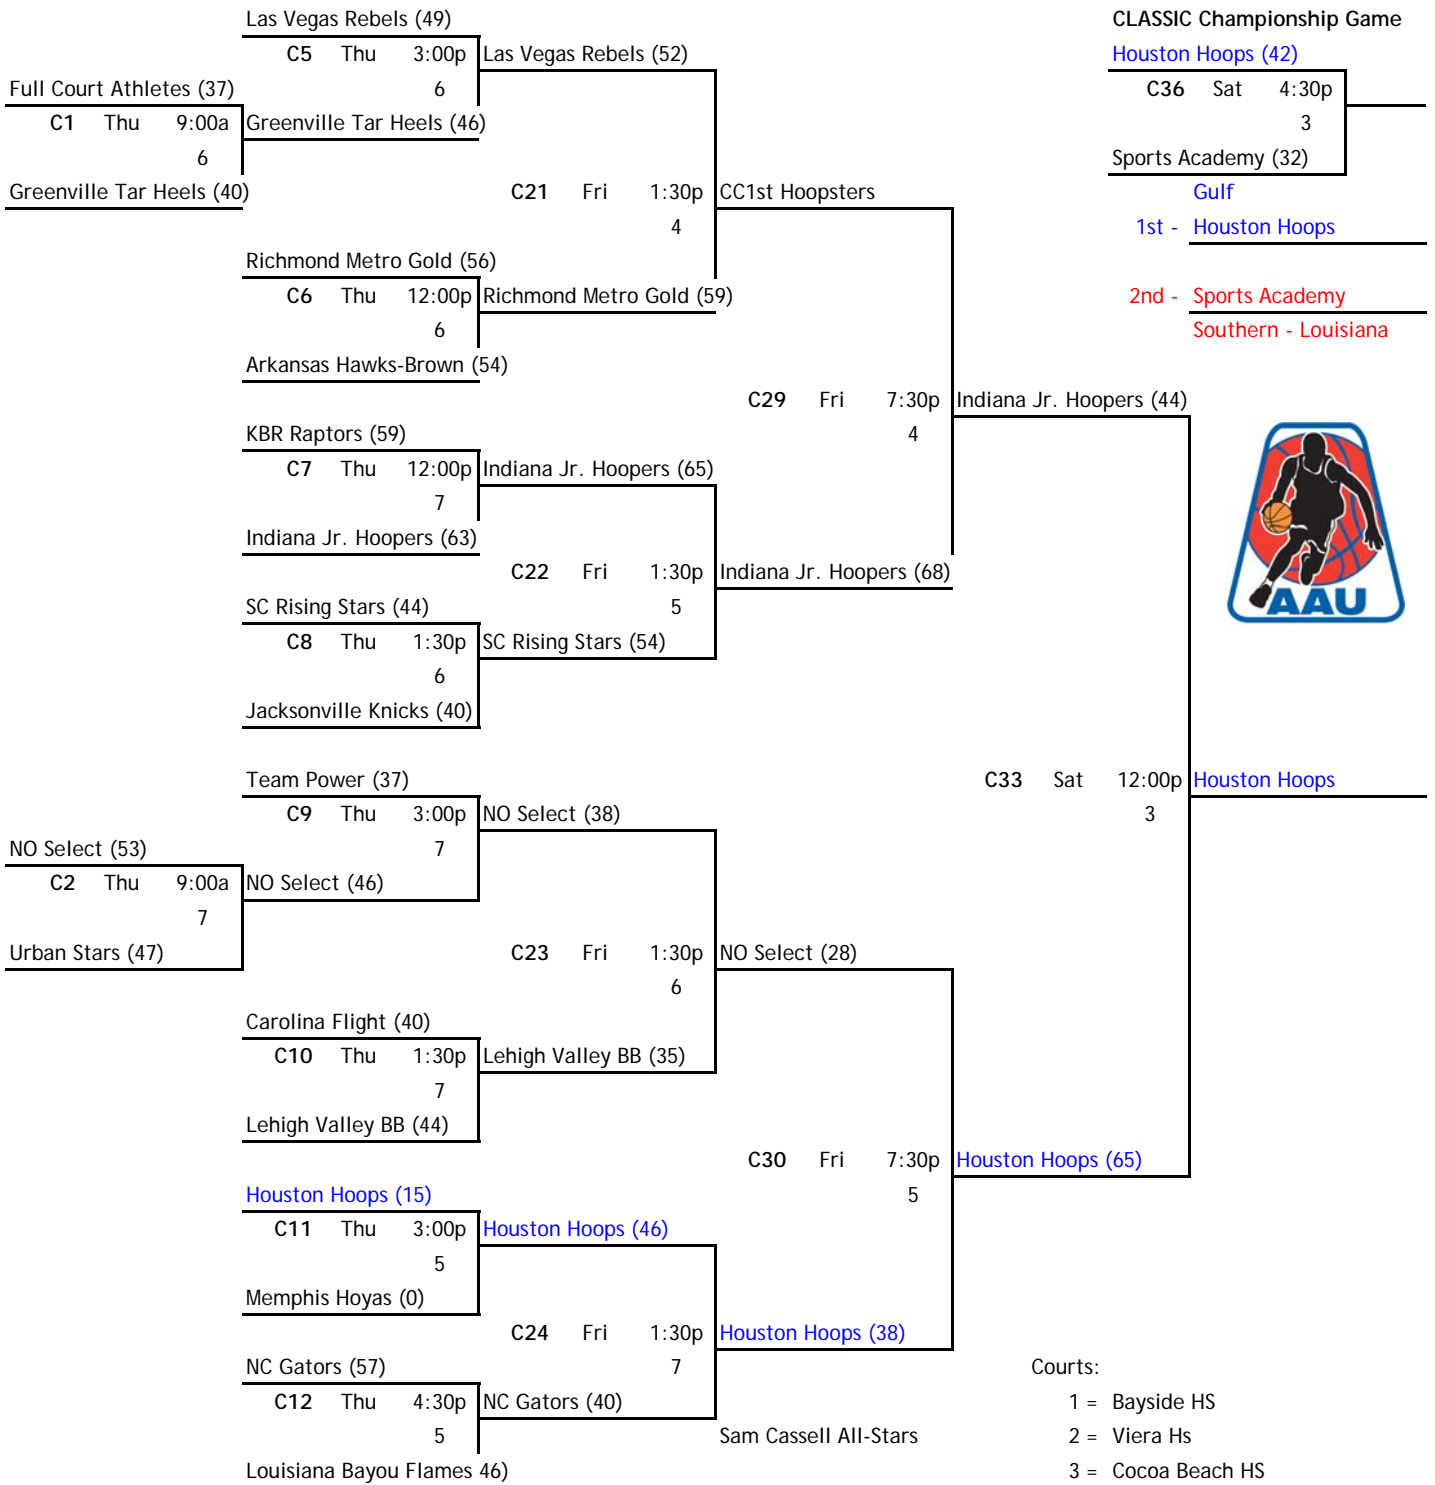 Las Vegas Rebels (49)
CLASSIC Championship Game
C5 Thu 3:00p Las Vegas Rebels (52)
Houston Hoops (42)
Full Court Athletes (37)
6
C36 Sat 4:30p
C1 Thu 9:00a Greenville Tar Heels (46)
3
6
Sports Academy (32)
Greenville Tar Heels (40)
C21 Fri 1:30p CC1st Hoopsters
Gulf
4
1st - Houston Hoops
Richmond Metro Gold (56)
C6 Thu 12:00p Richmond Metro Gold (59)
2nd - Sports Academy
6
Southern - Louisiana
Arkansas Hawks-Brown (54)
C29 Fri 7:30p Indiana Jr. Hoopers (44)
KBR Raptors (59)
4
C7 Thu 12:00p Indiana Jr. Hoopers (65)
7
Indiana Jr. Hoopers (63)
C22 Fri 1:30p Indiana Jr. Hoopers (68)
SC Rising Stars (44)
5
AAU
C8 Thu 1:30p SC Rising Stars (54)
6
Jacksonville Knicks (40)
Team Power (37)
C33 Sat 12:00p Houston Hoops
C9 Thu 3:00p NO Select (38)
3
NO Select (53)
7
C2 Thu 9:00a NO Select (46)
7
Urban Stars (47)
C23 Fri 1:30p NO Select (28)
6
Carolina Flight (40)
C10 Thu 1:30p Lehigh Valley BB (35)
7
Lehigh Valley BB (44)
C30 Fri 7:30p Houston Hoops (65)
Houston Hoops (15)
5
C11 Thu 3:00p Houston Hoops (46)
5
Memphis Hoyas (0)
C24 Fri 1:30p Houston Hoops (38)
NC Gators (57)
7
Courts:
C12 Thu 4:30p NC Gators (40)
1 = Bayside HS
5
Sam Cassell All-Stars
2 = Viera Hs
Louisiana Bayou Flames 46)
3 = Cocoa Beach HS